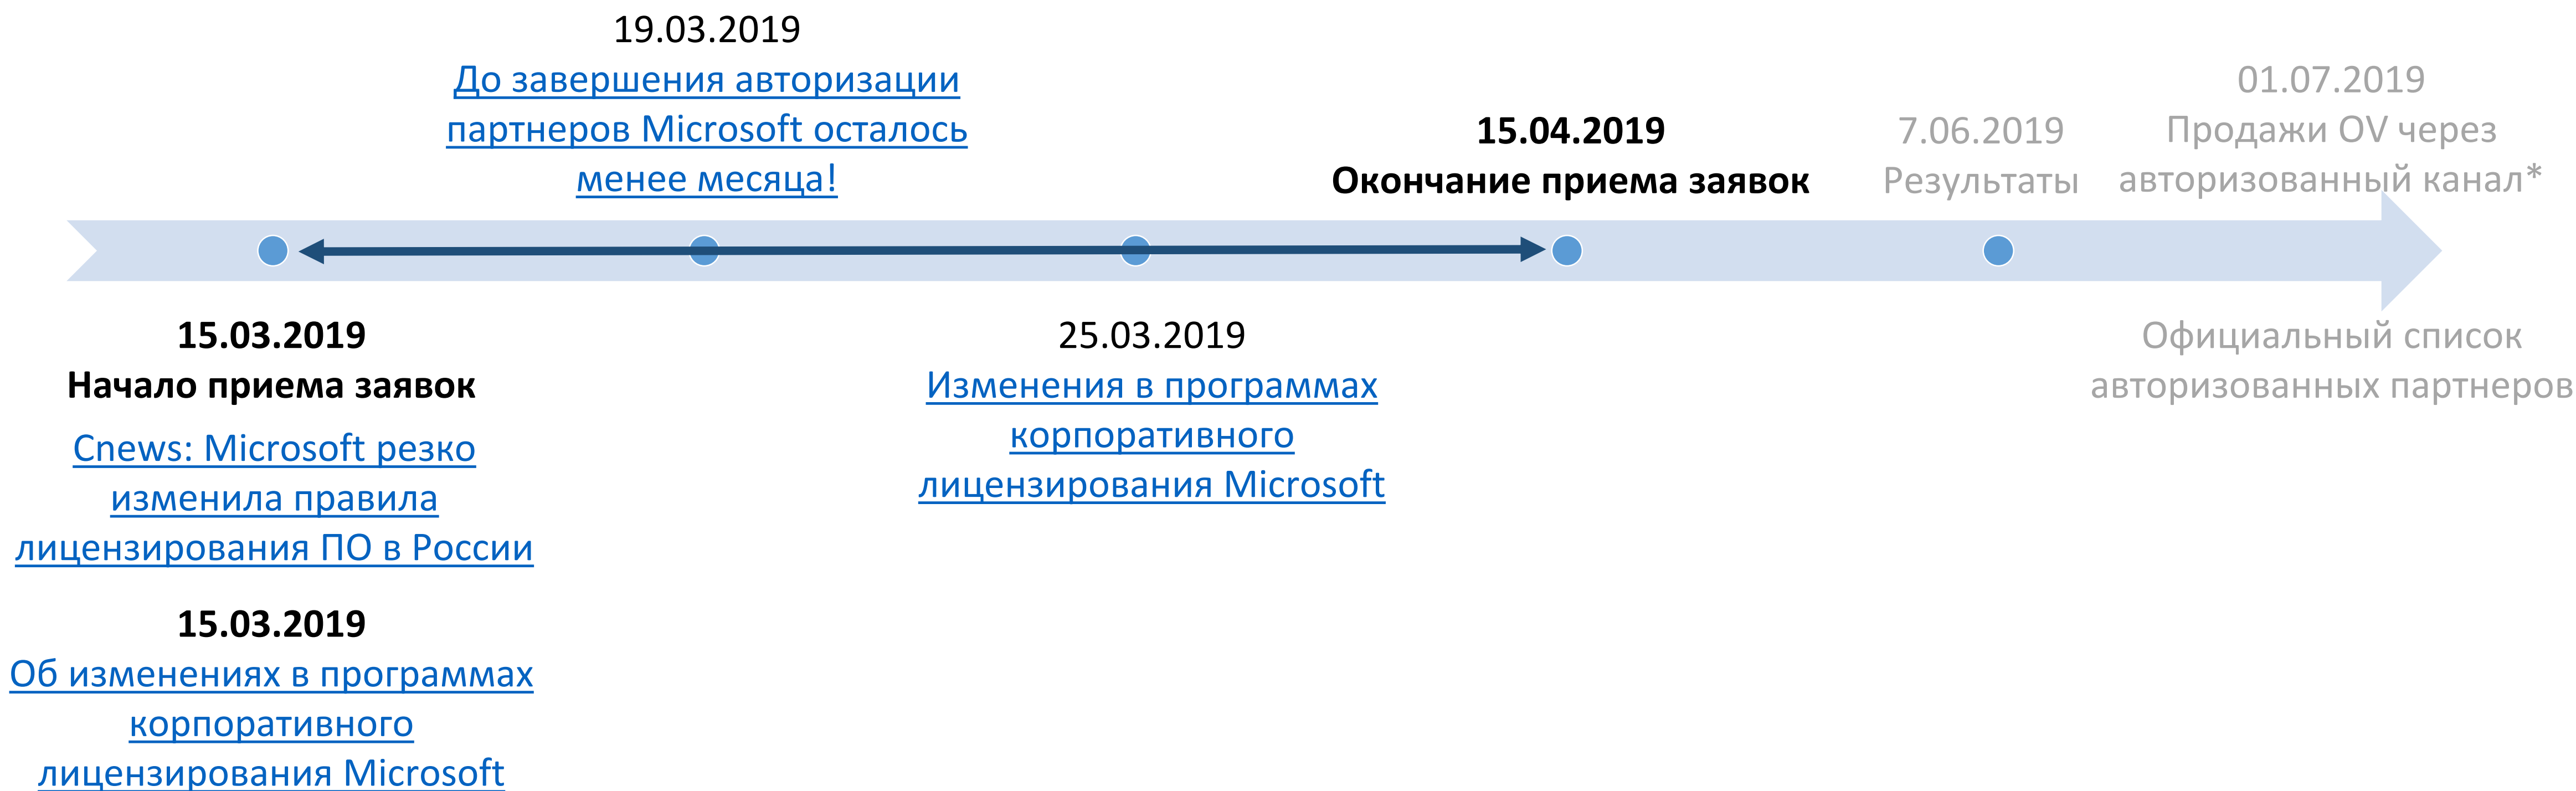 19.03.2019
До завершения авторизации
партнеров Microsoft осталось
менее месяца!
15.04.2019
Окончание приема заявок
7.06.2019
Результаты
01.07.2019
Продажи OV через
авторизованный канал*
15.03.2019
Начало приема заявок
Cnews: Microsoft резко
изменила правила
лицензирования ПО в России
15.03.2019
Об изменениях в программах
корпоративного
лицензирования Microsoft
25.03.2019
Изменения в программах
корпоративного
лицензирования Microsoft
Официальный список
авторизованных партнеров